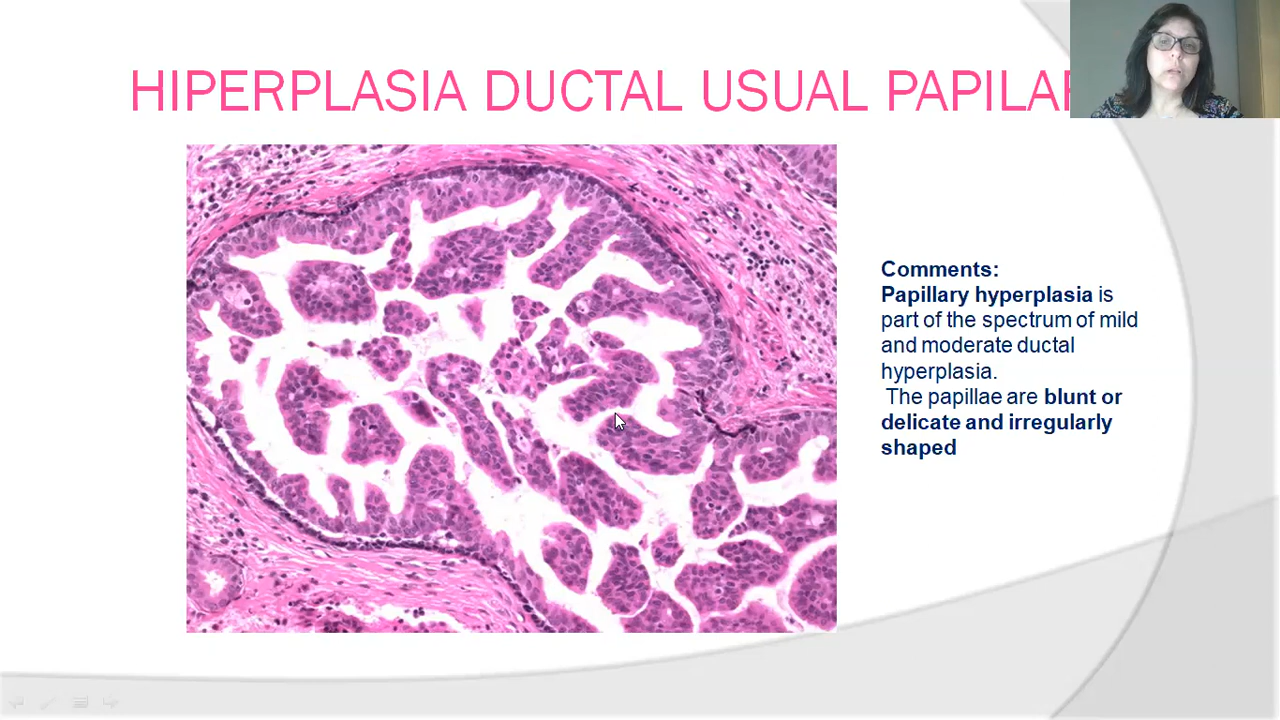 HIPERPLASIA DUCTAL USUAL PAPILAR
Comments:
Papillary hyperplasia is
part of the spectrum of mild
and moderate ductal
hyperplasia.
The papillae are blunt or
delicate and irregularly
shaped